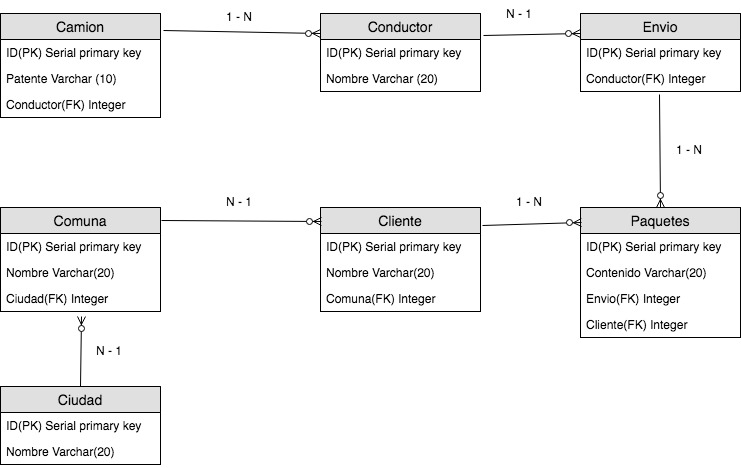 Camion
ID(PK) Serial primary key
Patente Varchar (10)
Conductor(FK) Integer
1 - N
Conductor
ID(PK) Serial primary key
Nombre Varchar (20)
N - 1
Envio
ID(PK) Serial primary key
Conductor(FK) Integer
1 - N
Comuna
ID(PK) Serial primary key
Nombre Varchar(20)
Ciudad(FK) Integer
N - 1
Cliente
ID(PK) Serial primary key
Nombre Varchar(20)
Comuna(FK) Integer
1 - N
Paquetes
ID(PK) Serial primary key
Contenido Varchar(20)
Envio(FK) Integer
Cliente(FK) Integer
N - 1
Ciudad
ID(PK) Serial primary key
Nombre Varchar(20)